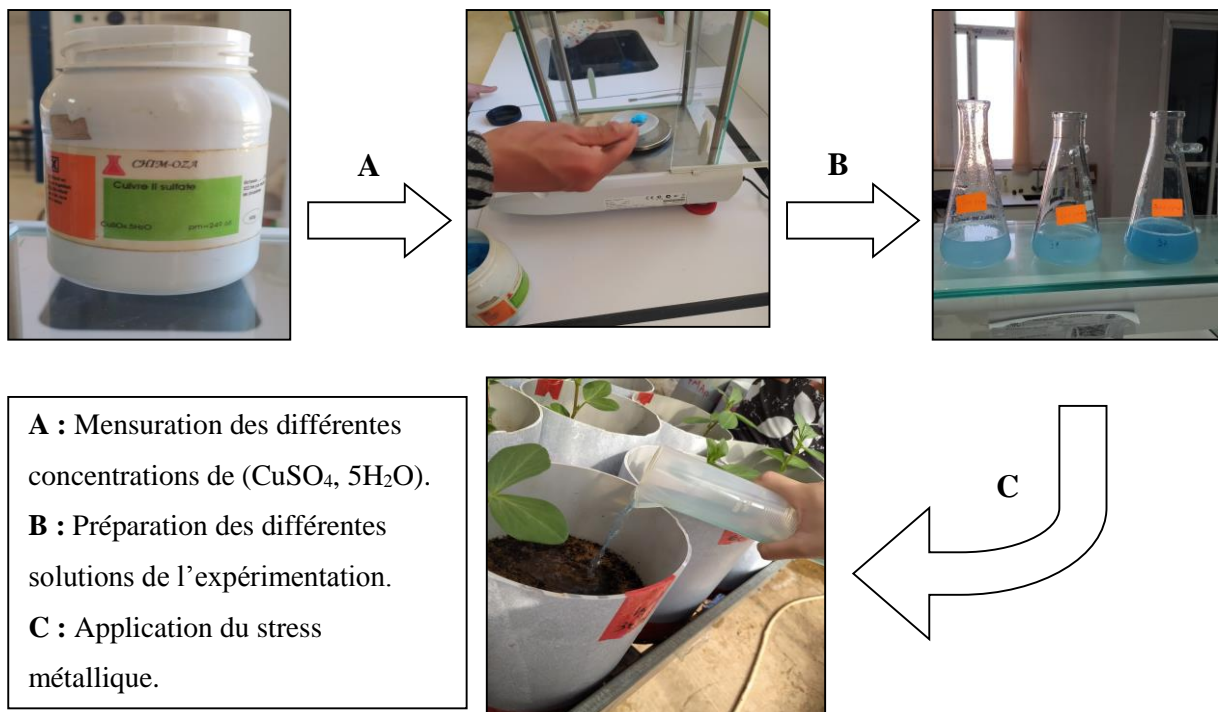 CHIM-OZA
Cuivre II sulfate
CuSO4.5H2O
A
B
A : Mensuration des différentes
concentrations de (CuSO₄, 5H₂O).
B : Préparation des différentes
solutions de l’expérimentation.
C : Application du stress
métallique.
C